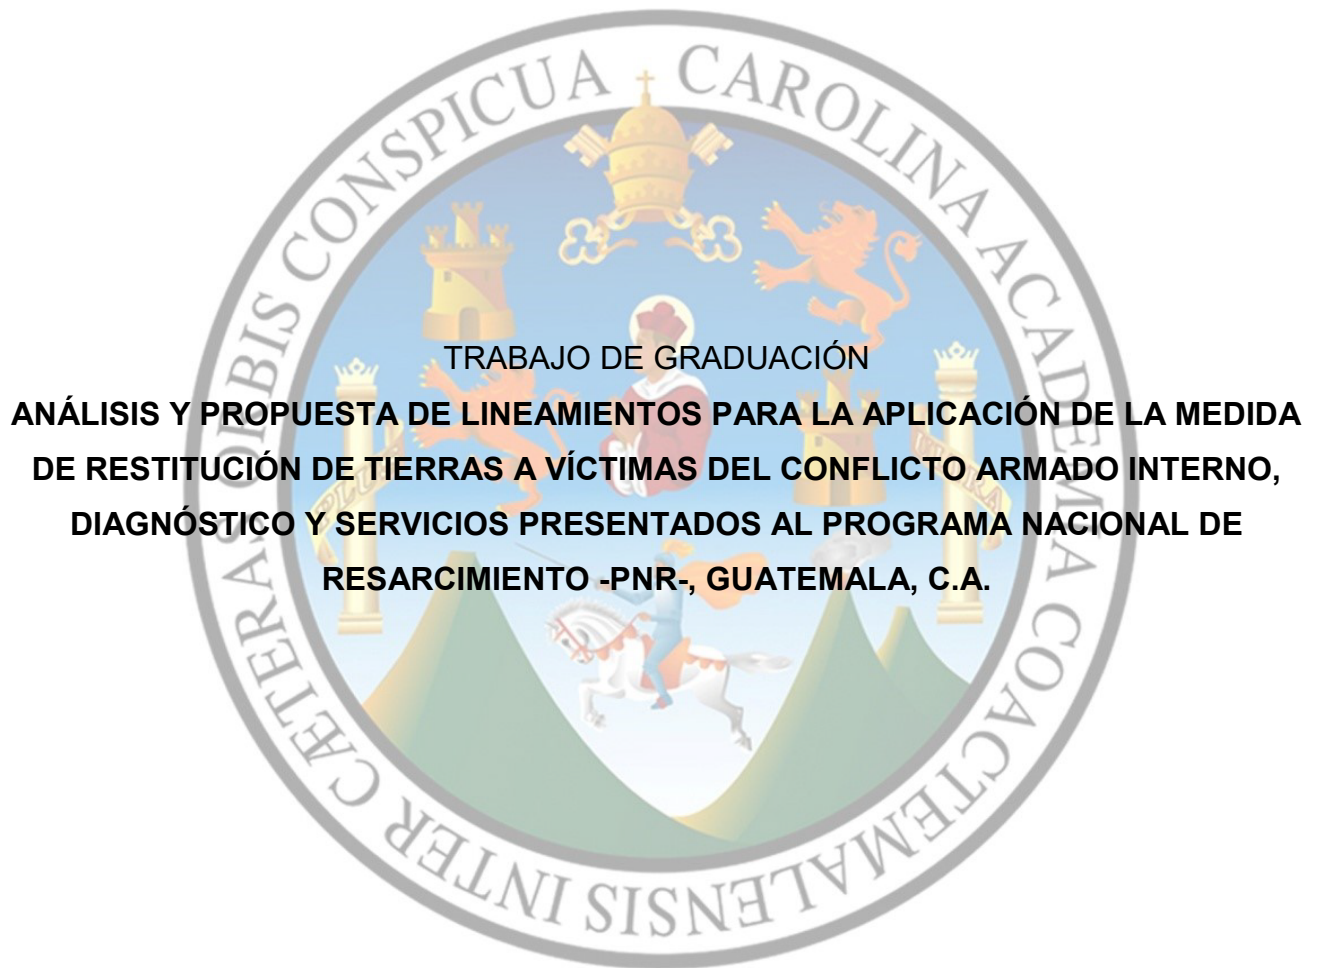 CAROLINA ACADEMIA COACTEMALENSIS INTER CÆTERAS ORBIS CONSPICUA
TRABAJO DE GRADUACIÓN
ANÁLISIS Y PROPUESTA DE LINEAMIENTOS PARA LA APLICACIÓN DE LA MEDIDA
DE RESTITUCIÓN DE TIERRAS A VÍCTIMAS DEL CONFLICTO ARMADO INTERNO,
DIAGNÓSTICO Y SERVICIOS PRESENTADOS AL PROGRAMA NACIONAL DE
RESARCIMIENTO -PNR-, GUATEMALA, C.A.